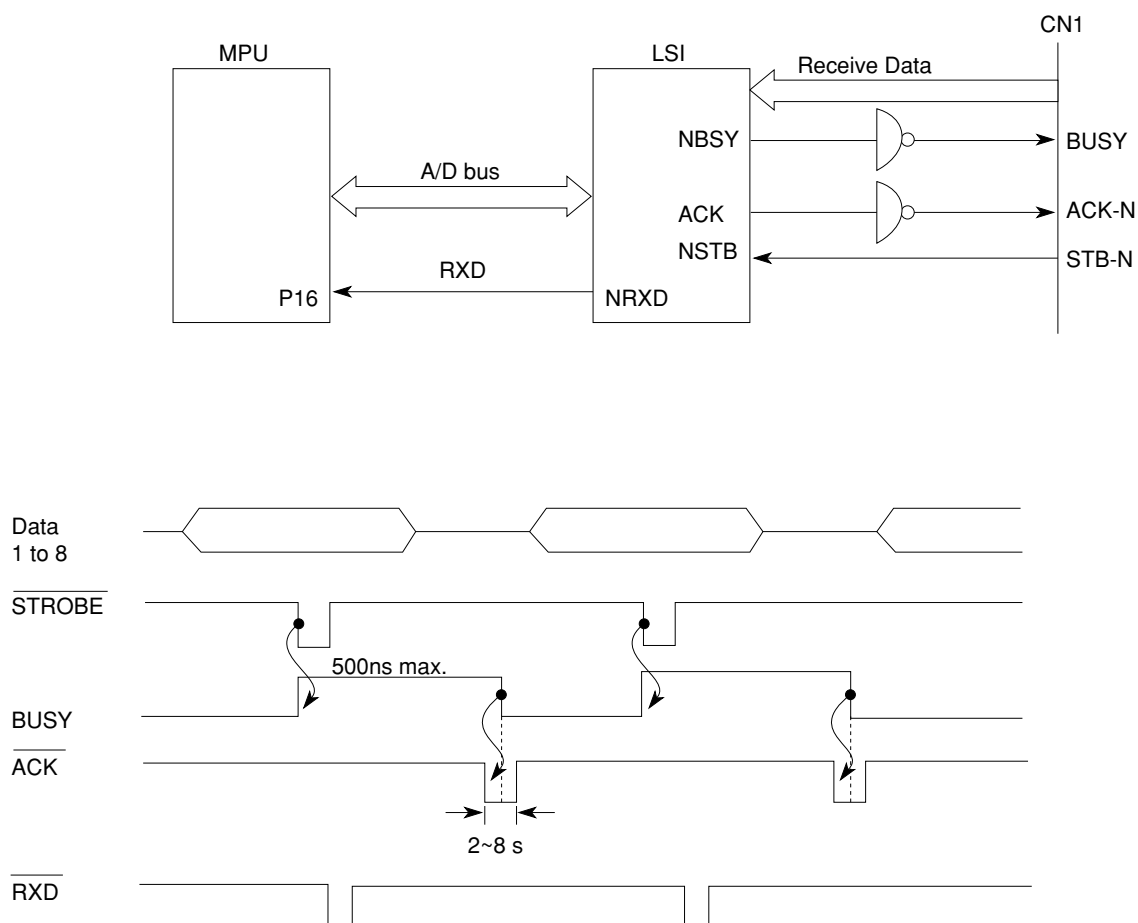 CN1
MPU
LSI
Receive Data
NBSY
BUSY
A/D bus
ACK
ACK-N
NSTB
STB-N
RXD
P16
NRXD
Data
1 to 8
STROBE
500ns max.
BUSY
ACK
2~8 s
RXD